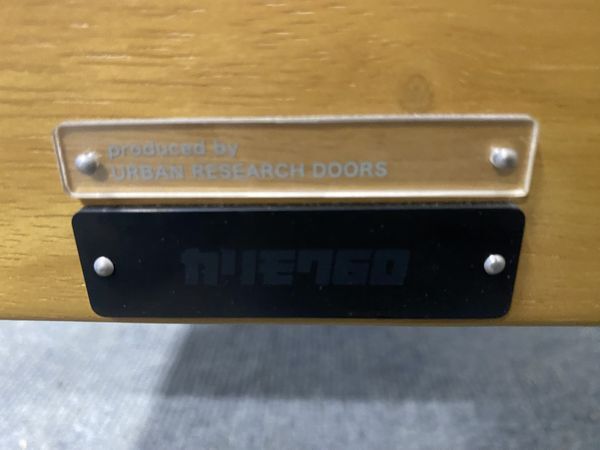 produced by
URBAN RESEARCH DOORS
カリモク60